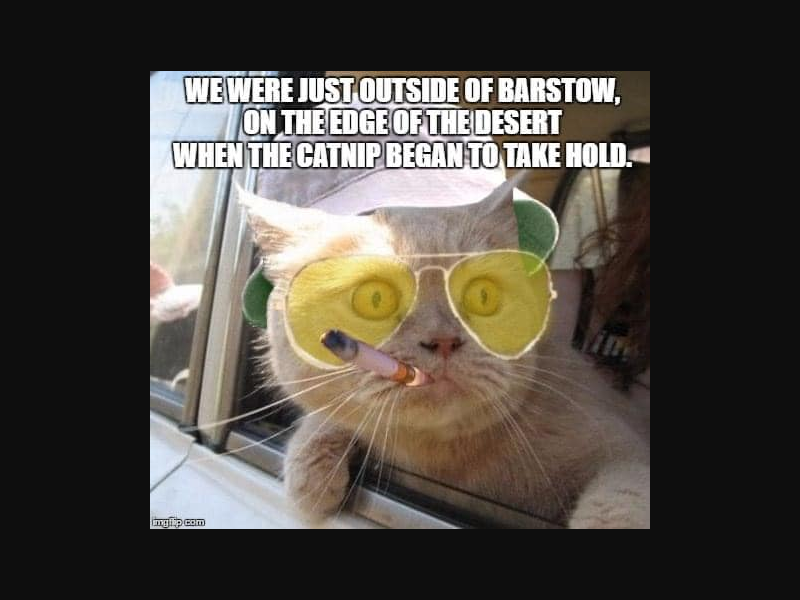 WE WERE JUST OUTSIDE OF BARSTOW,
ON THE EDGE OF THE DESERT
WHEN THE CATNIP BEGAN TO TAKE HOLD.
imgflip.com